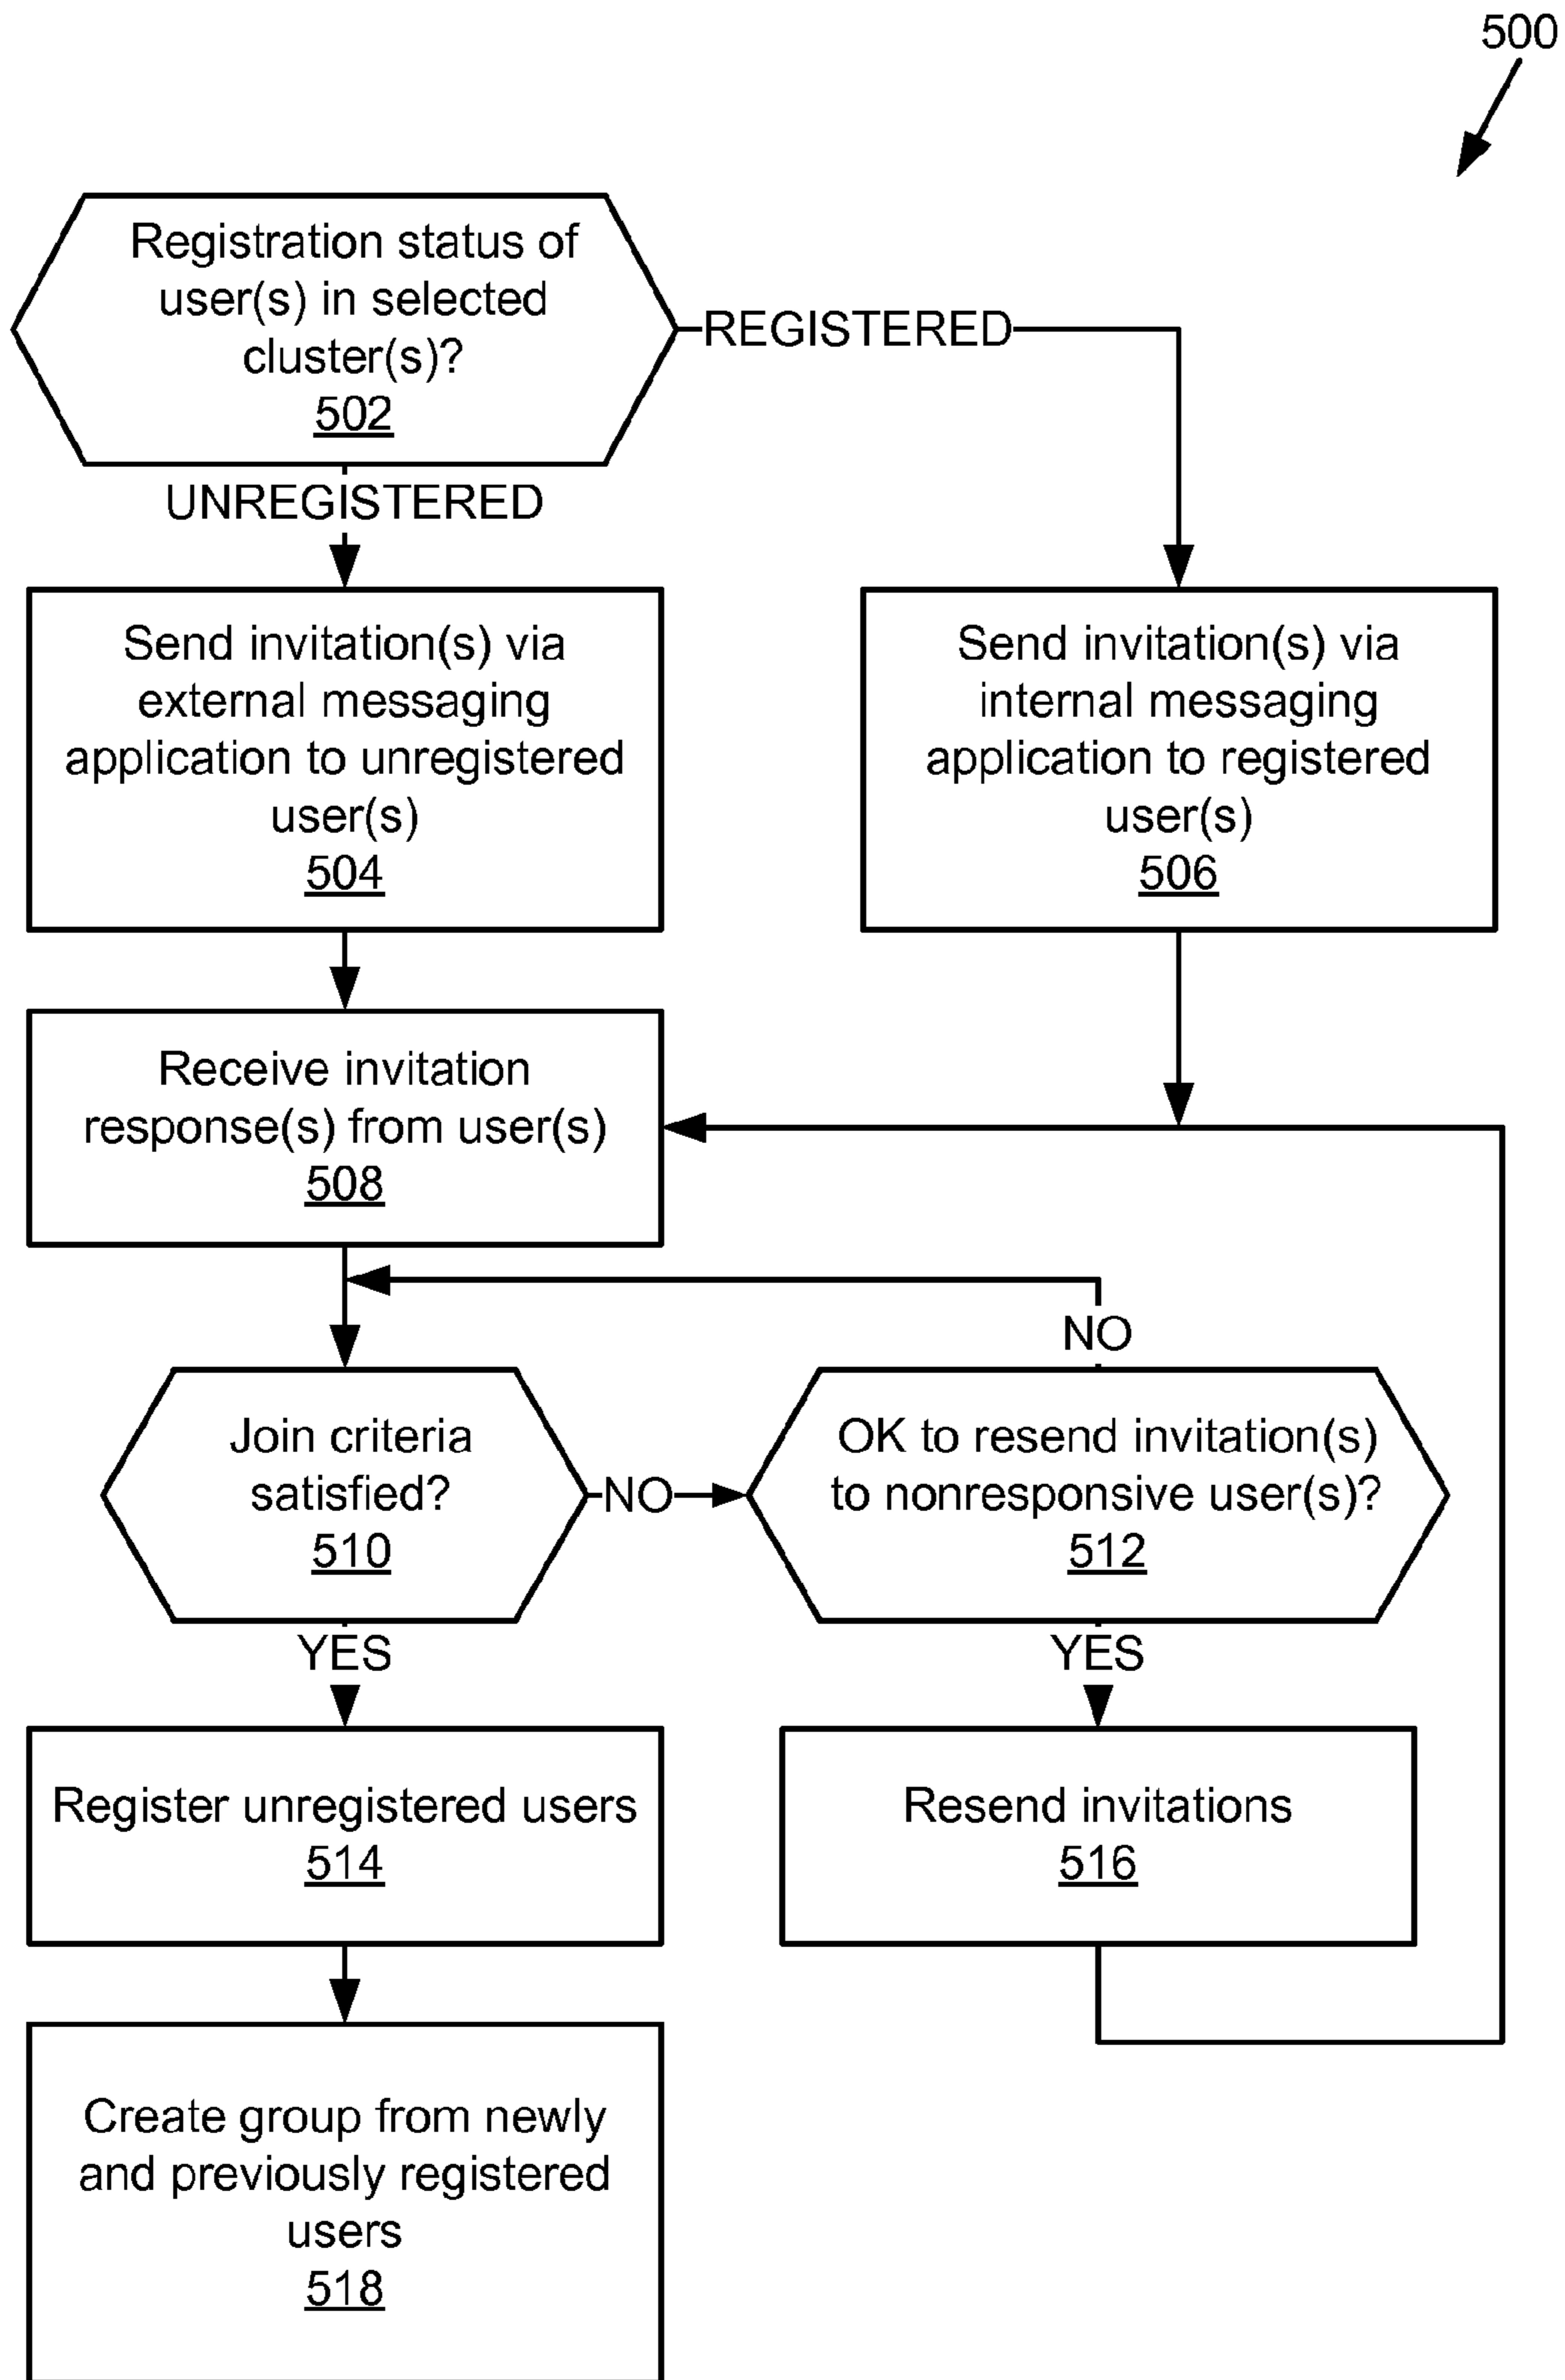 500
Registration status of
user(s) in selected
cluster(s)?
502
REGISTERED
UNREGISTERED
Send invitation(s) via
external messaging
application to unregistered
user(s)
504
Send invitation(s) via
internal messaging
application to registered
user(s)
506
Receive invitation
response(s) from user(s)
508
NO
Join criteria
satisfied?
510
NO
OK to resend invitation(s)
to nonresponsive user(s)?
512
YES
YES
Register unregistered users
514
Resend invitations
516
Create group from newly
and previously registered
users
518